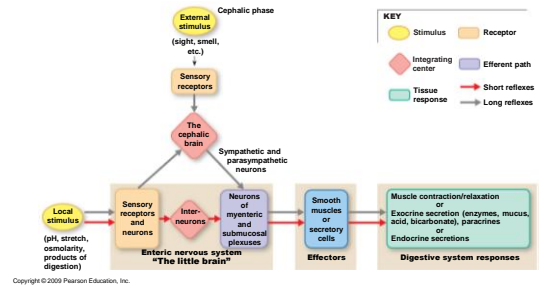 Cephalic phase
External
stimulus
(sight, smell,
etc.)
Sensory
receptors
The
cephalic
brain
Sympathetic and
parasympathetic
neurons
KEY
Stimulus
Receptor
Integrating
center
Efferent path
Tissue
response
Short reflexes
Long reflexes
Local
stimulus
(pH, stretch,
osmolarity,
products of
digestion)
Sensory
receptors
and
neurons
Inter-
neurons
Neurons
of
myenteric
and
submucosal
plexuses
Enteric nervous system
“The little brain”
Smooth
muscles
or
secretory
cells
Effectors
Muscle contraction/relaxation
or
Exocrine secretion (enzymes, mucus,
acid, bicarbonate), paracrines
or
Endocrine secretions
Digestive system responses
Copyright © 2009 Pearson Education, Inc.